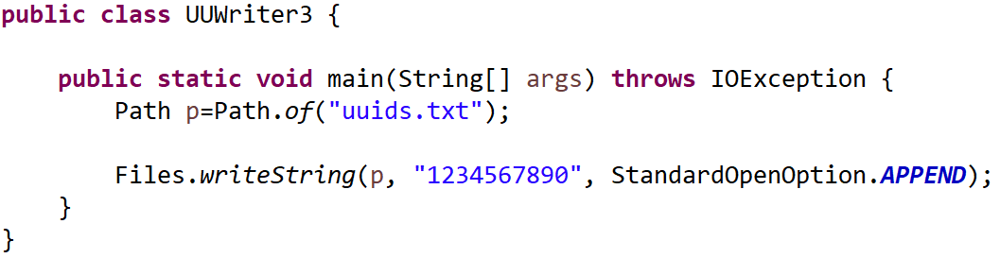 public class UUWriter3 {
    public static void main(String[] args) throws IOException {
        Path p=Path.of("uuids.txt");
        Files.writeString(p, "1234567890", StandardOpenOption.APPEND);
    }
}